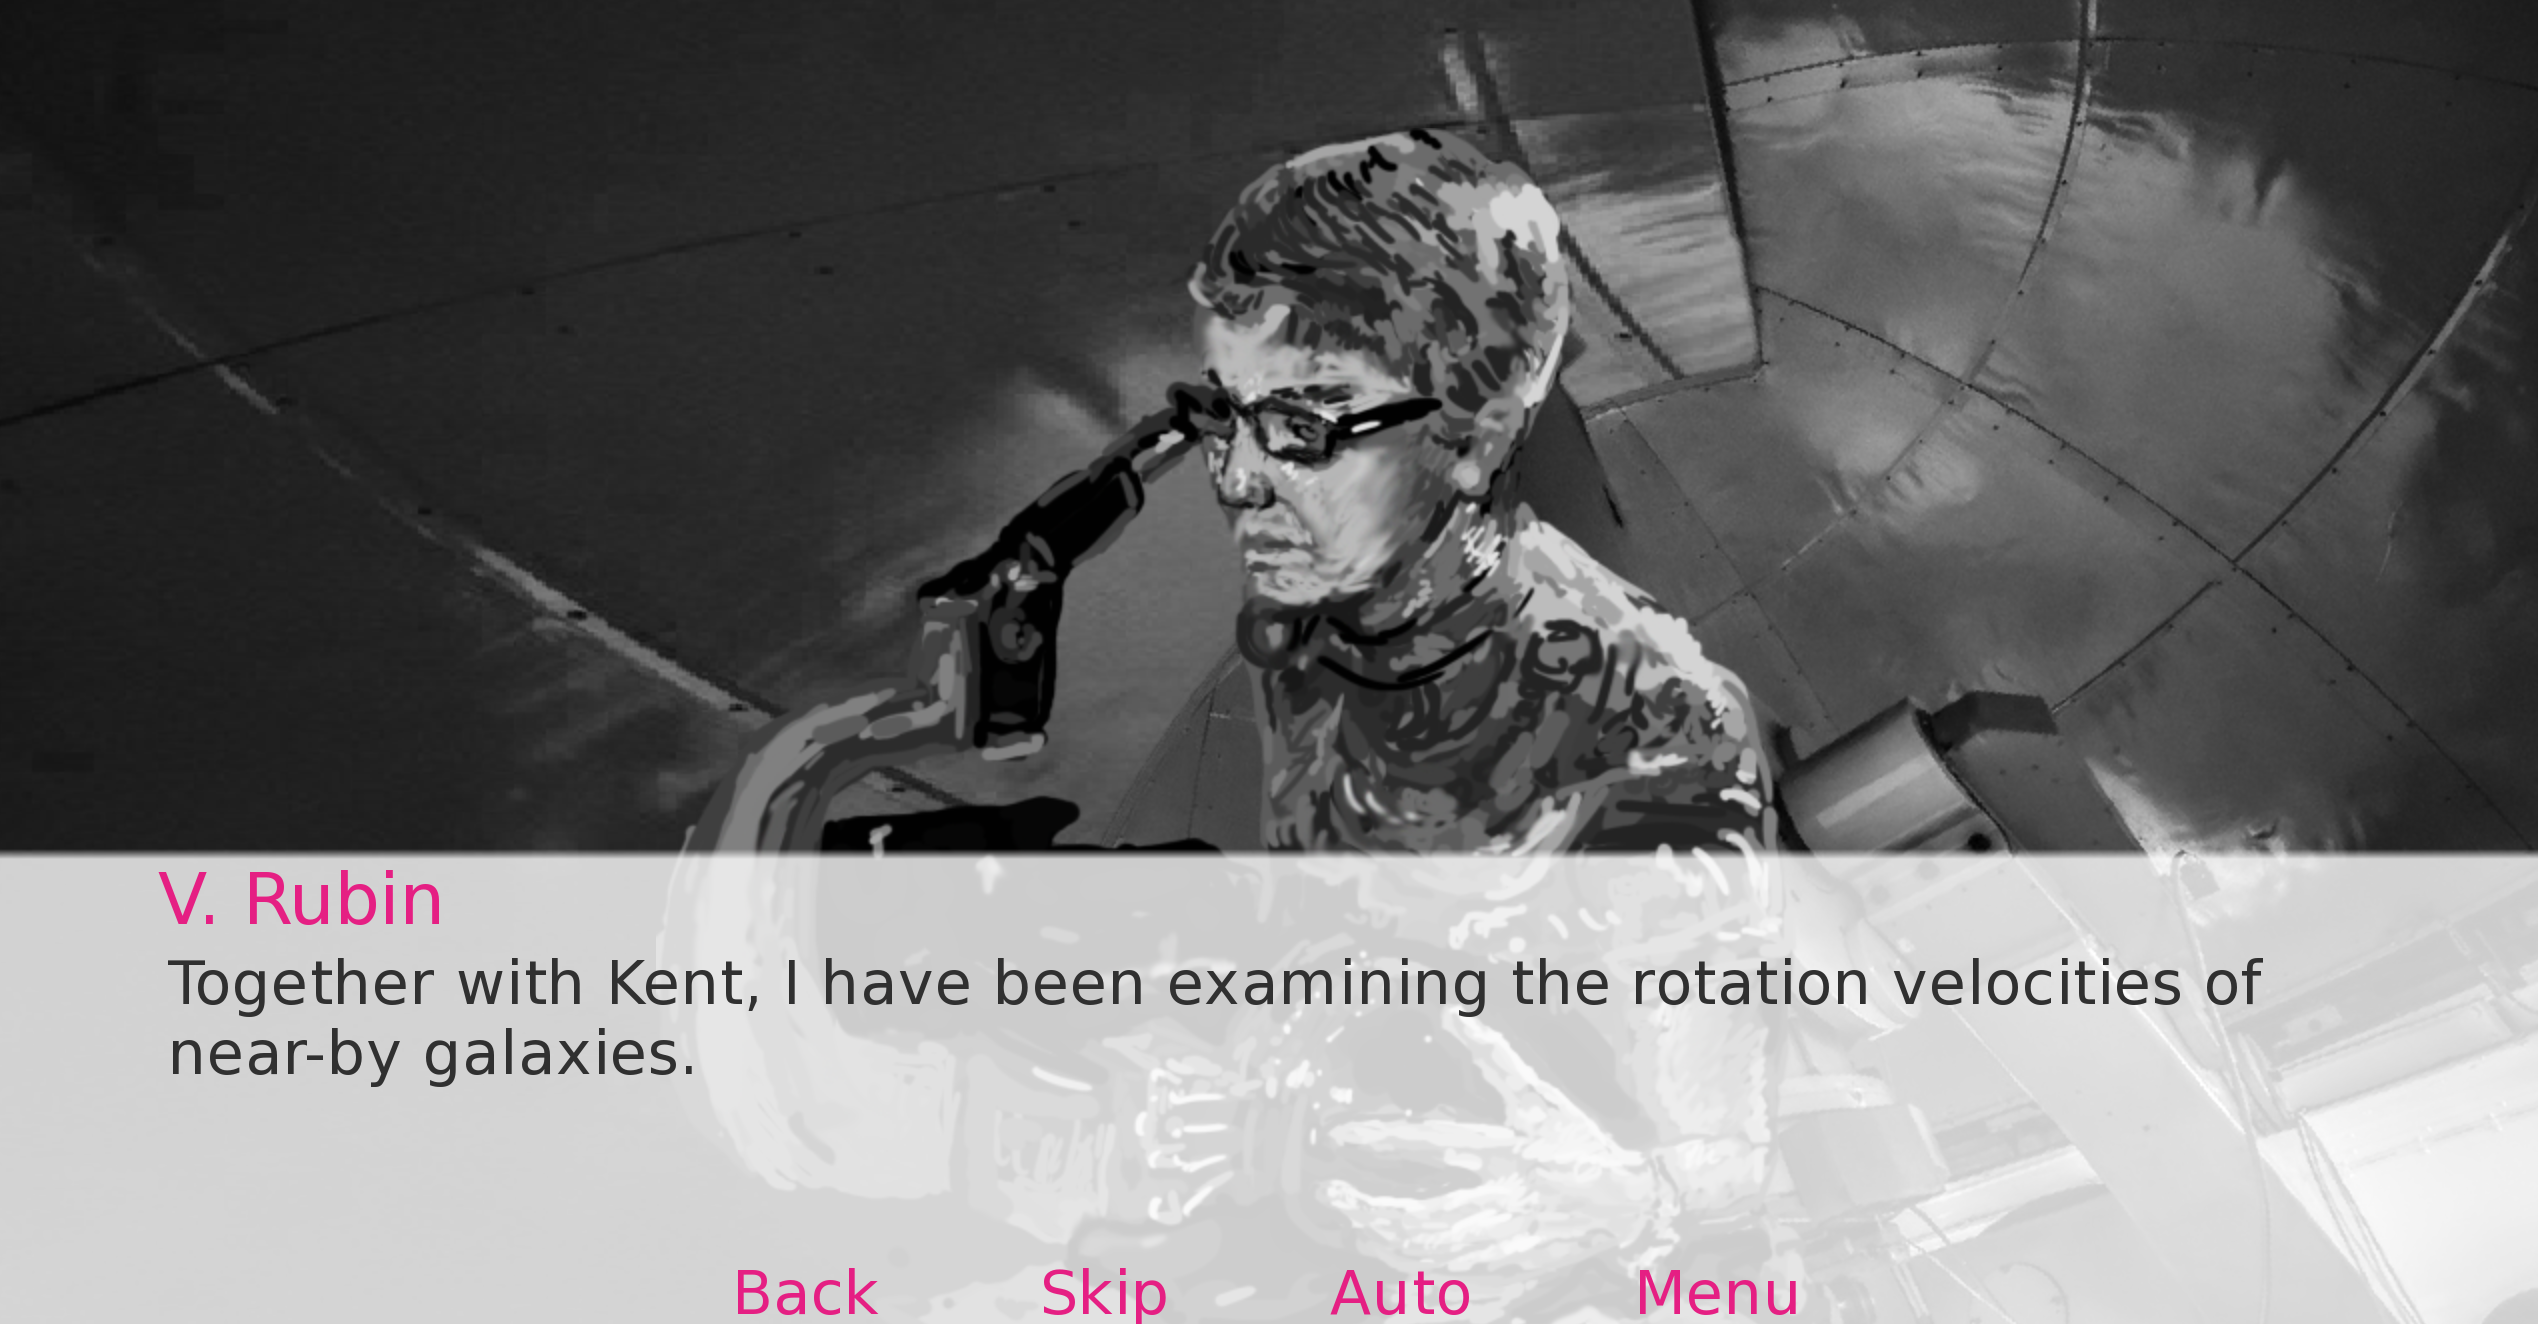 V. Rubin
Together with Kent, I have been examining the rotation velocities of
near-by galaxies.
Back Skip Auto Menu